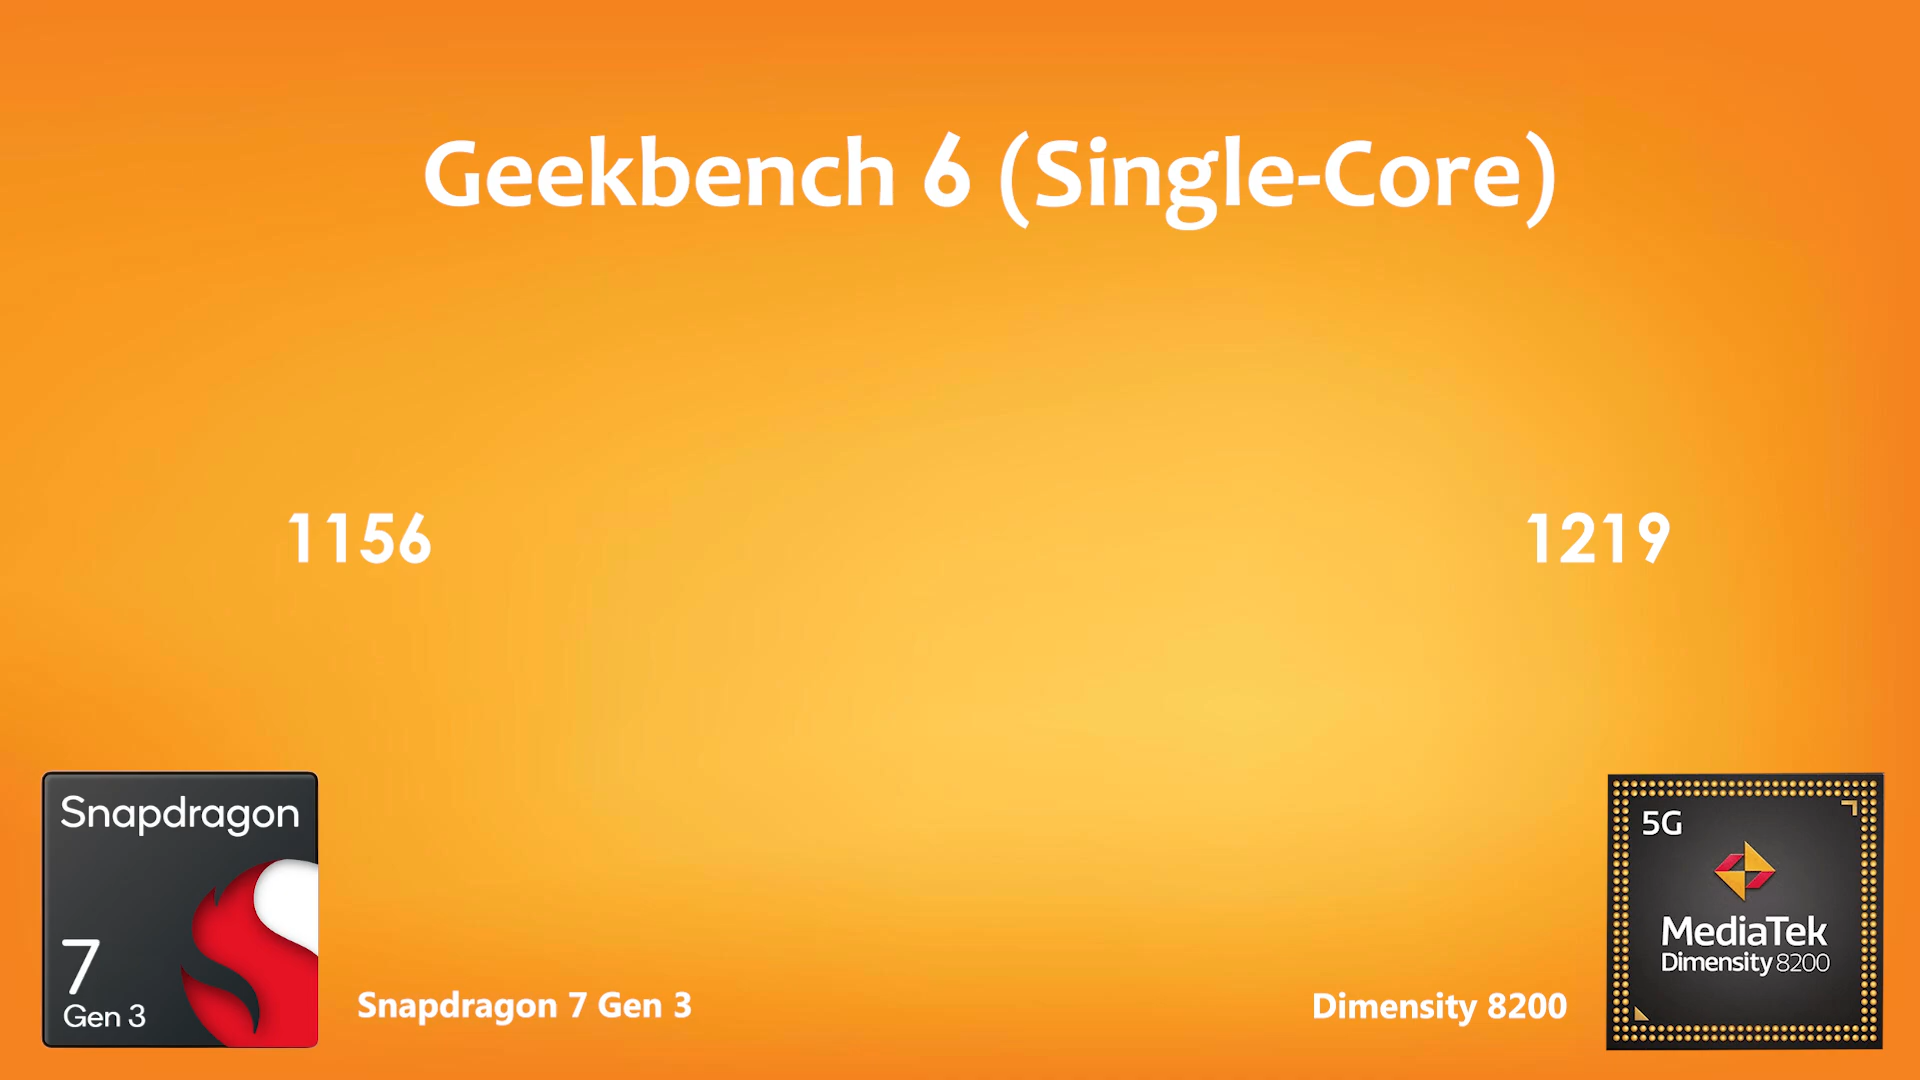 Geekbench 6 (Single-Core)
1156
1219
Snapdragon
7
Gen 3
Snapdragon 7 Gen 3
Dimensity 8200
5G
MediaTek
Dimensity 8200